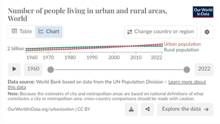 Number of people living in urban and rural areas,
World
Our World
in Data
Table
Chart
Change country or region
2 billion
Urban population
Rural population
1960
1970
1980
1990
2000
2010
2022
1960
2022
Data source: World Bank based on data from the UN Population Division – Learn more about
this data
Note: Because the estimates of city and metropolitan areas are based on national definitions of what
constitutes a city or metropolitan area, cross-country comparisons should be made with caution.
OurWorldInData.org/urbanization | CC BY
Explore the data